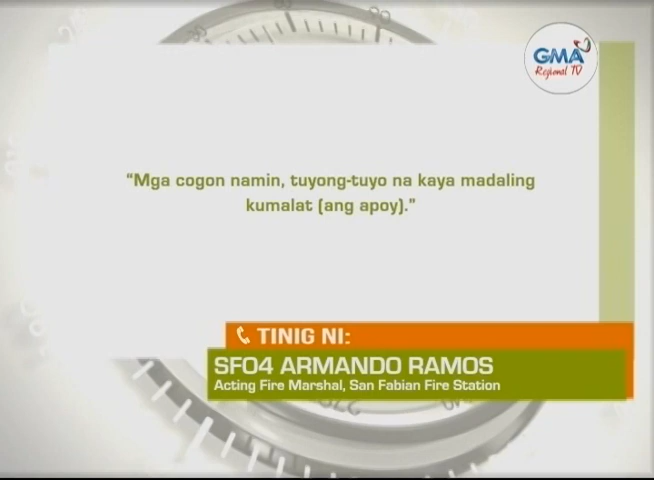 GMA
Regional TV
“Mga cogon namin, tuyong-tuyo na kaya madaling
kumalat (ang apoy).”
TINIG NI:
SFO4 ARMANDO RAMOS
Acting Fire Marshal, San Fabian Fire Station